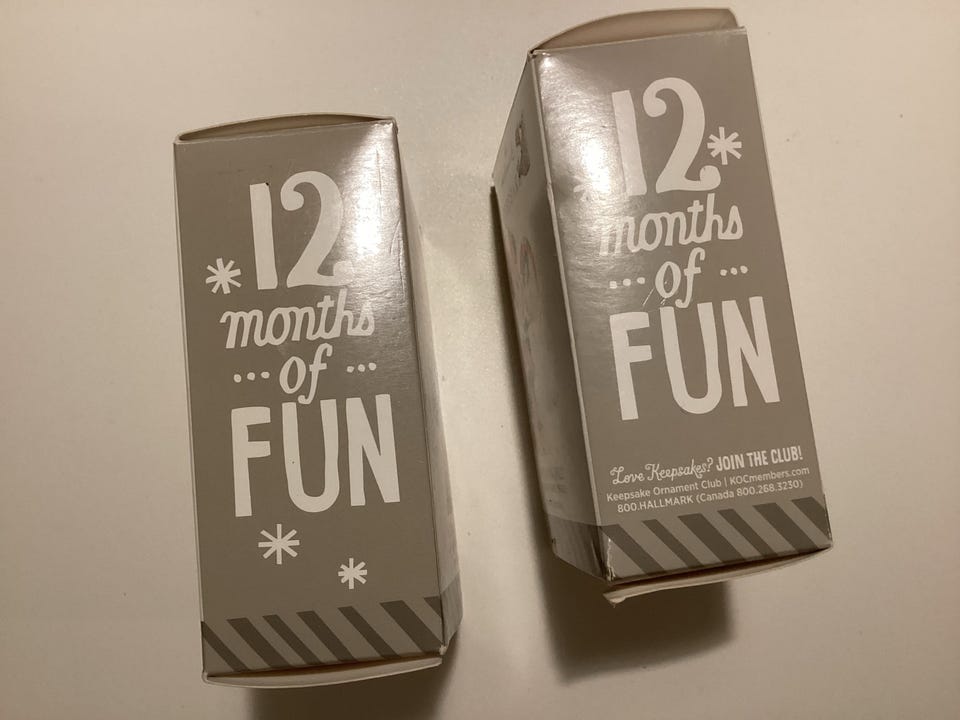 12
months
... of ...
FUN
12
months
... of ...
FUN
Love Keepsakes? JOIN THE CLUB!
Keepsake Ornament Club | KOCmembers.com
800.HALLMARK (Canada 800.268.3230)